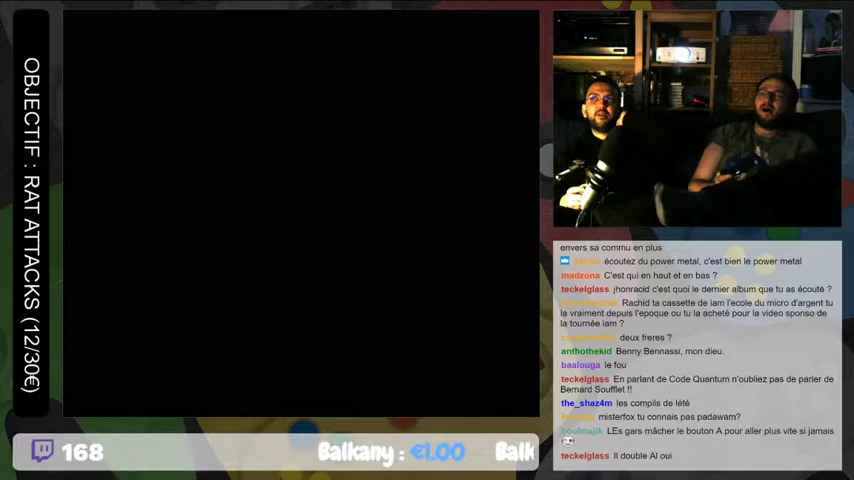 OBJECTIF : RAT ATTACKS (12/30€)
envers sa commu en plus
écoutez du power metal, c'est bien le power metal
madzona C'est qui en haut et en bas ?
teckelglass jhonracid c'est quoi le dernier album que tu as écouté ?
Rachid ta cassette de iam l'ecole du micro d'argent tu
la vraiment depuis l'epoque ou tu la acheté pour la video sponso de
la tournée iam ?
deux freres ?
anthothekid Benny Bennassi, mon dieu.
baalouga le fou
teckelglass En parlant de Code Quantum n'oubliez pas de parler de
Bernard Soufflet !!
the_shaz4m les compils de lété
misterfox tu connais pas padawam?
boulmajik LEs gars mâcher le bouton A pour aller plus vite si jamais
teckelglass Il double Al oui
168
Balkany : €1.00 Balk